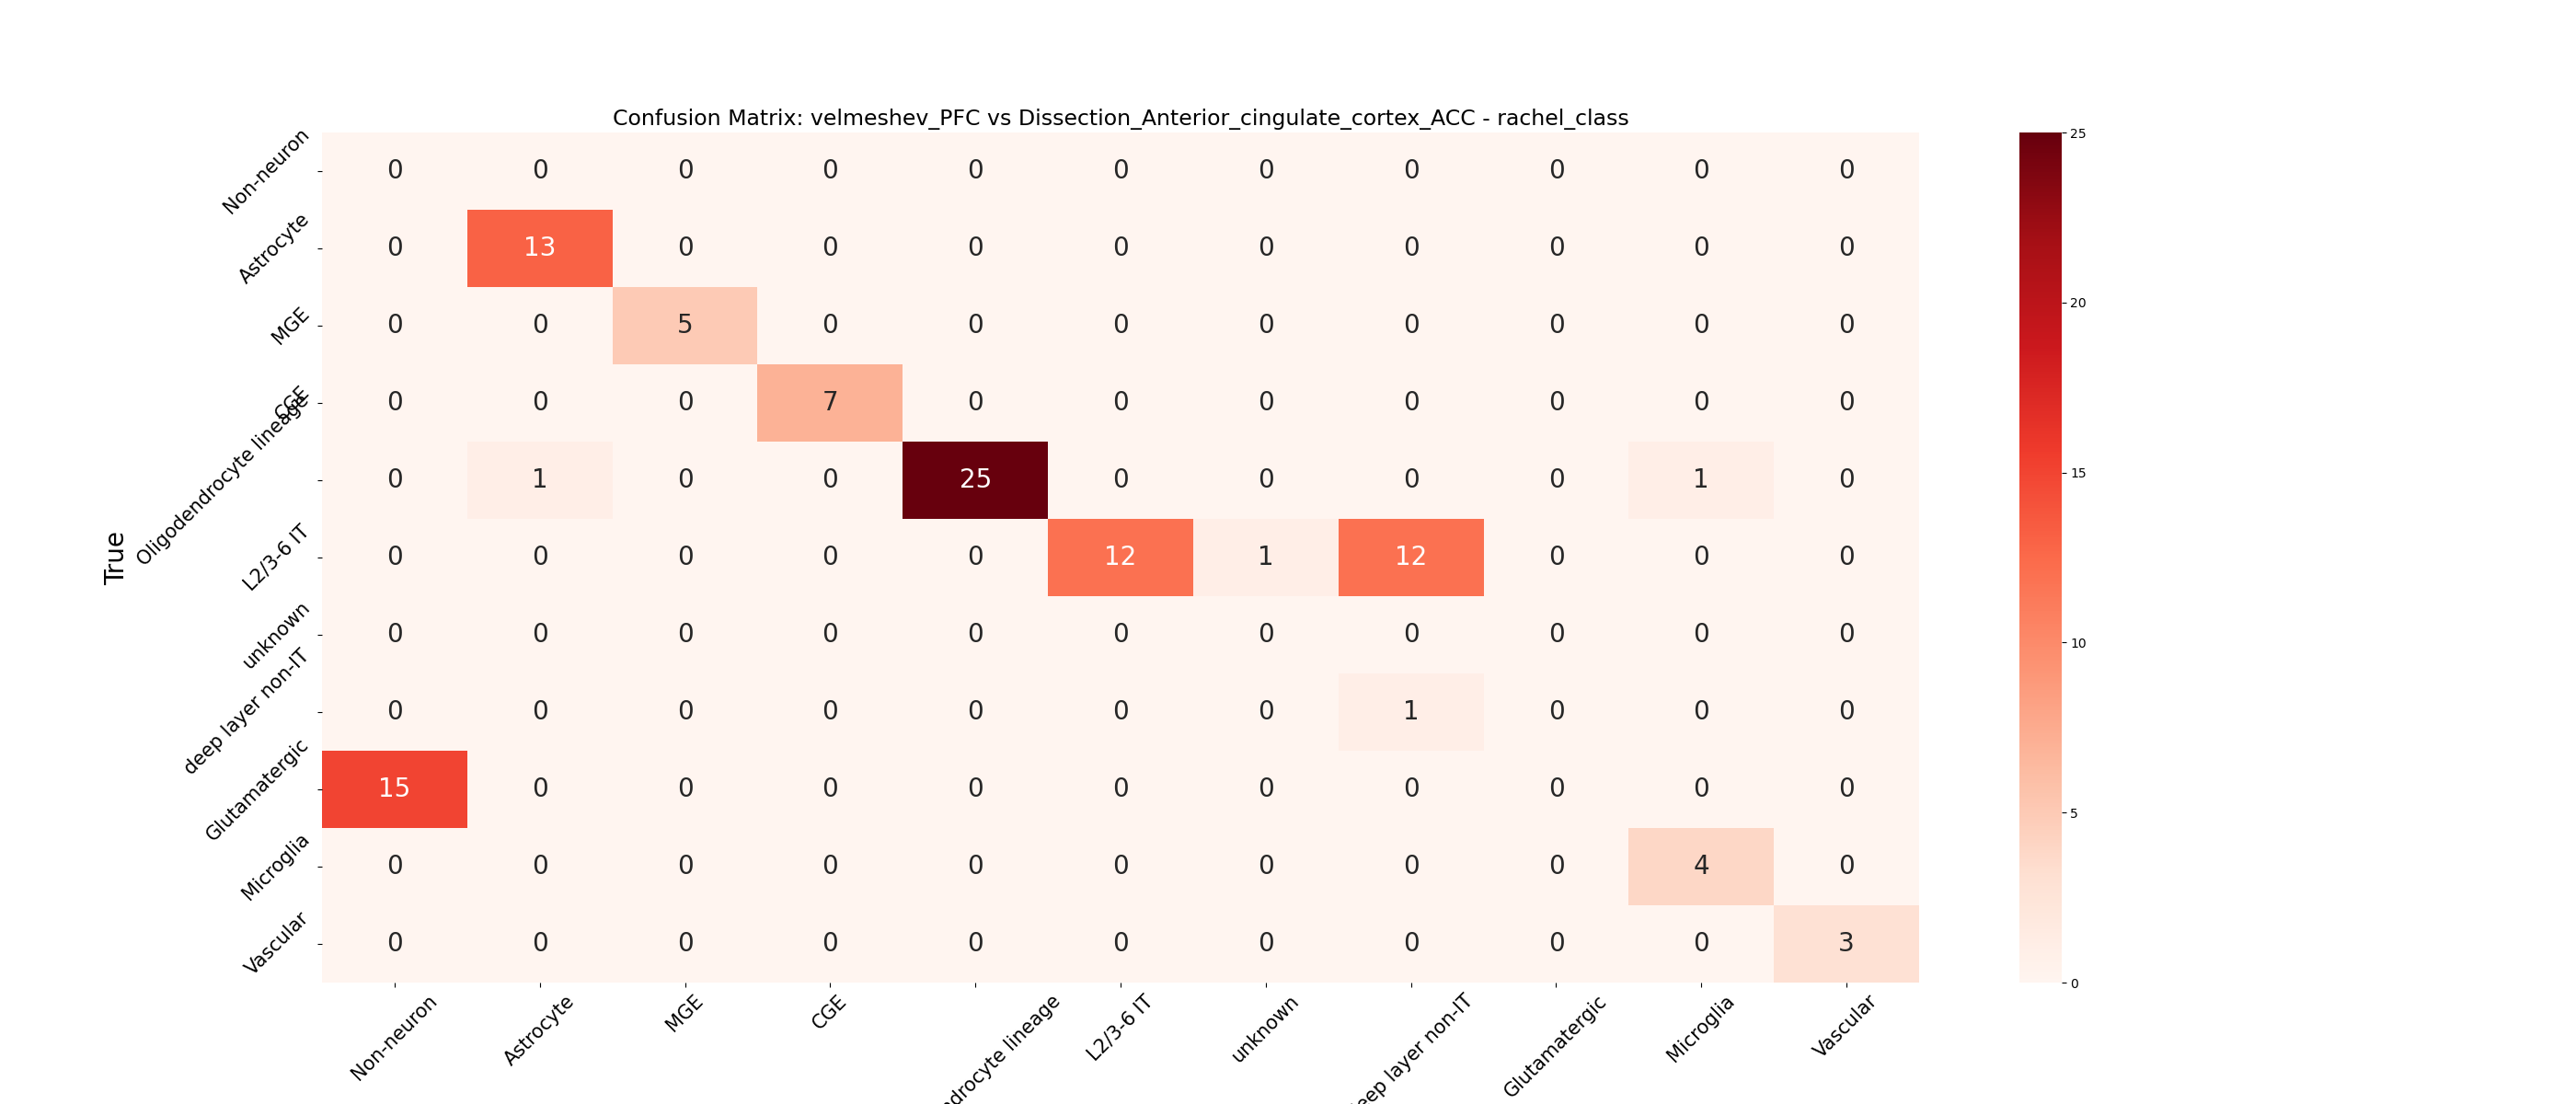 Confusion Matrix: velmeshev_PFC vs Dissection_Anterior_cingulate_cortex_ACC - rachel_class
True
Non-neuron 0 0 0 0 0 0 0 0 0 0 0
Astrocyte 0 13 0 0 0 0 0 0 0 0 0
MGE 0 0 5 0 0 0 0 0 0 0 0
CGE 0 0 0 7 0 0 0 0 0 0 0
Oligodendrocyte lineage 0 1 0 0 25 0 0 0 0 1 0
L2/3-6 IT 0 0 0 0 0 12 1 12 0 0 0
unknown 0 0 0 0 0 0 0 0 0 0 0
deep layer non-IT 0 0 0 0 0 0 0 1 0 0 0
Glutamatergic 15 0 0 0 0 0 0 0 0 0 0
Microglia 0 0 0 0 0 0 0 0 0 4 0
Vascular 0 0 0 0 0 0 0 0 0 0 3
Non-neuron Astrocyte MGE CGE lineage L2/3-6 IT unknown layer non-IT Glutamatergic Microglia Vascular
25
20
15
10
5
0